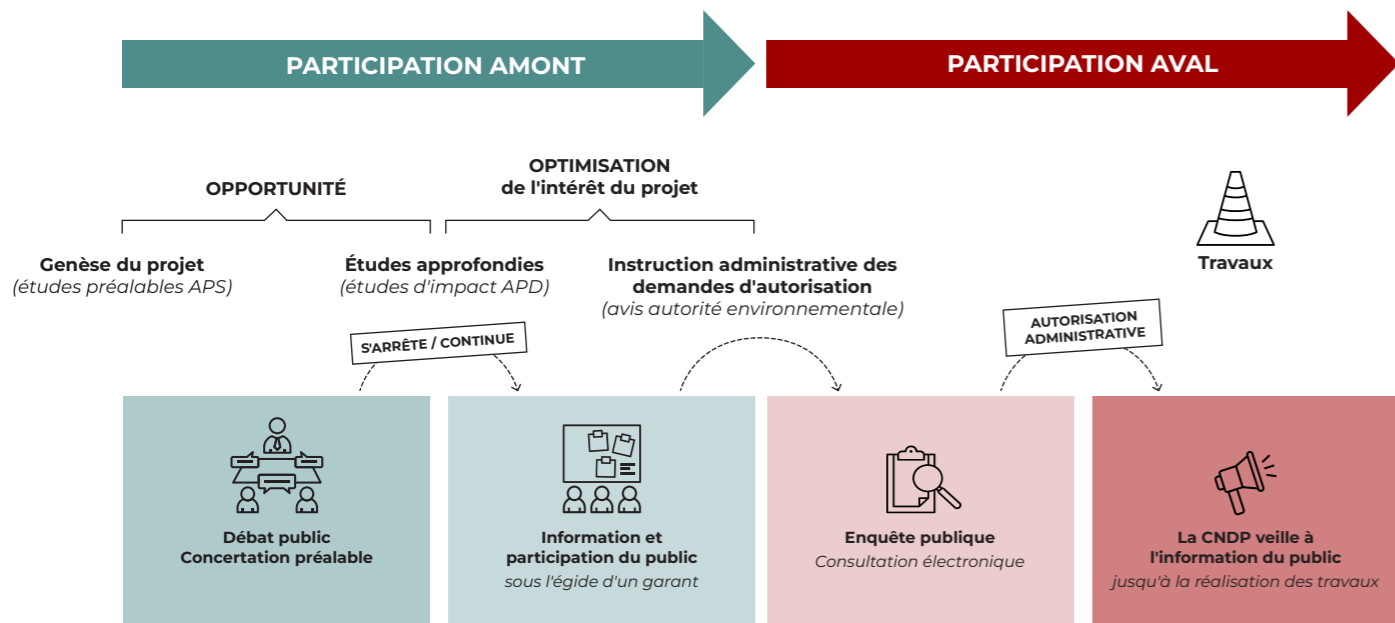 PARTICIPATION AMONT
PARTICIPATION AVAL
OPPORTUNITÉ
OPTIMISATION
de l'intérêt du projet
Genèse du projet
(études préalables APS)
Études approfondies
(études d'impact APD)
Instruction administrative des
demandes d'autorisation
(avis autorité environnementale)
Travaux
S'ARRÊTE / CONTINUE
AUTORISATION
ADMINISTRATIVE
Débat public
Concertation préalable
Information et
participation du public
sous l'égide d'un garant
Enquête publique
Consultation électronique
La CNDP veille à
l'information du public
jusqu'à la réalisation des travaux